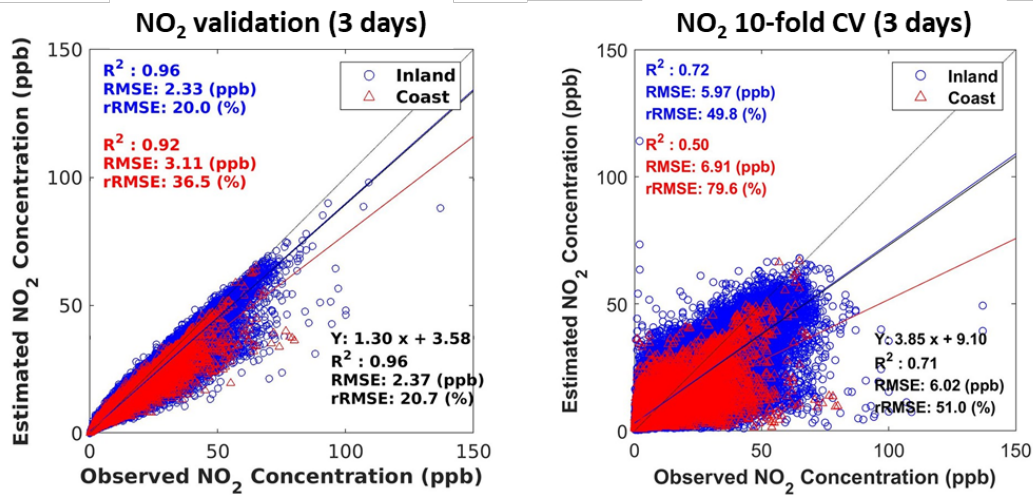 NO2 validation (3 days)
150
100
50
0
Estimated NO2 Concentration (ppb)
R2 : 0.96
RMSE: 2.33 (ppb)
rRMSE: 20.0 (%)
R2 : 0.92
RMSE: 3.11 (ppb)
rRMSE: 36.5 (%)
Inland
Coast
Y: 1.30 x + 3.58
R2 : 0.96
RMSE: 2.37 (ppb)
rRMSE: 20.7 (%)
0 50 100 150
Observed NO2 Concentration (ppb)
NO2 10-fold CV (3 days)
150
100
50
0
Estimated NO2 Concentration (ppb)
R2 : 0.72
RMSE: 5.97 (ppb)
rRMSE: 49.8 (%)
R2 : 0.50
RMSE: 6.91 (ppb)
rRMSE: 79.6 (%)
Inland
Coast
Y: 3.85 x + 9.10
R2 : 0.71
RMSE: 6.02 (ppb)
rRMSE: 51.0 (%)
0 50 100 150
Observed NO2 Concentration (ppb)